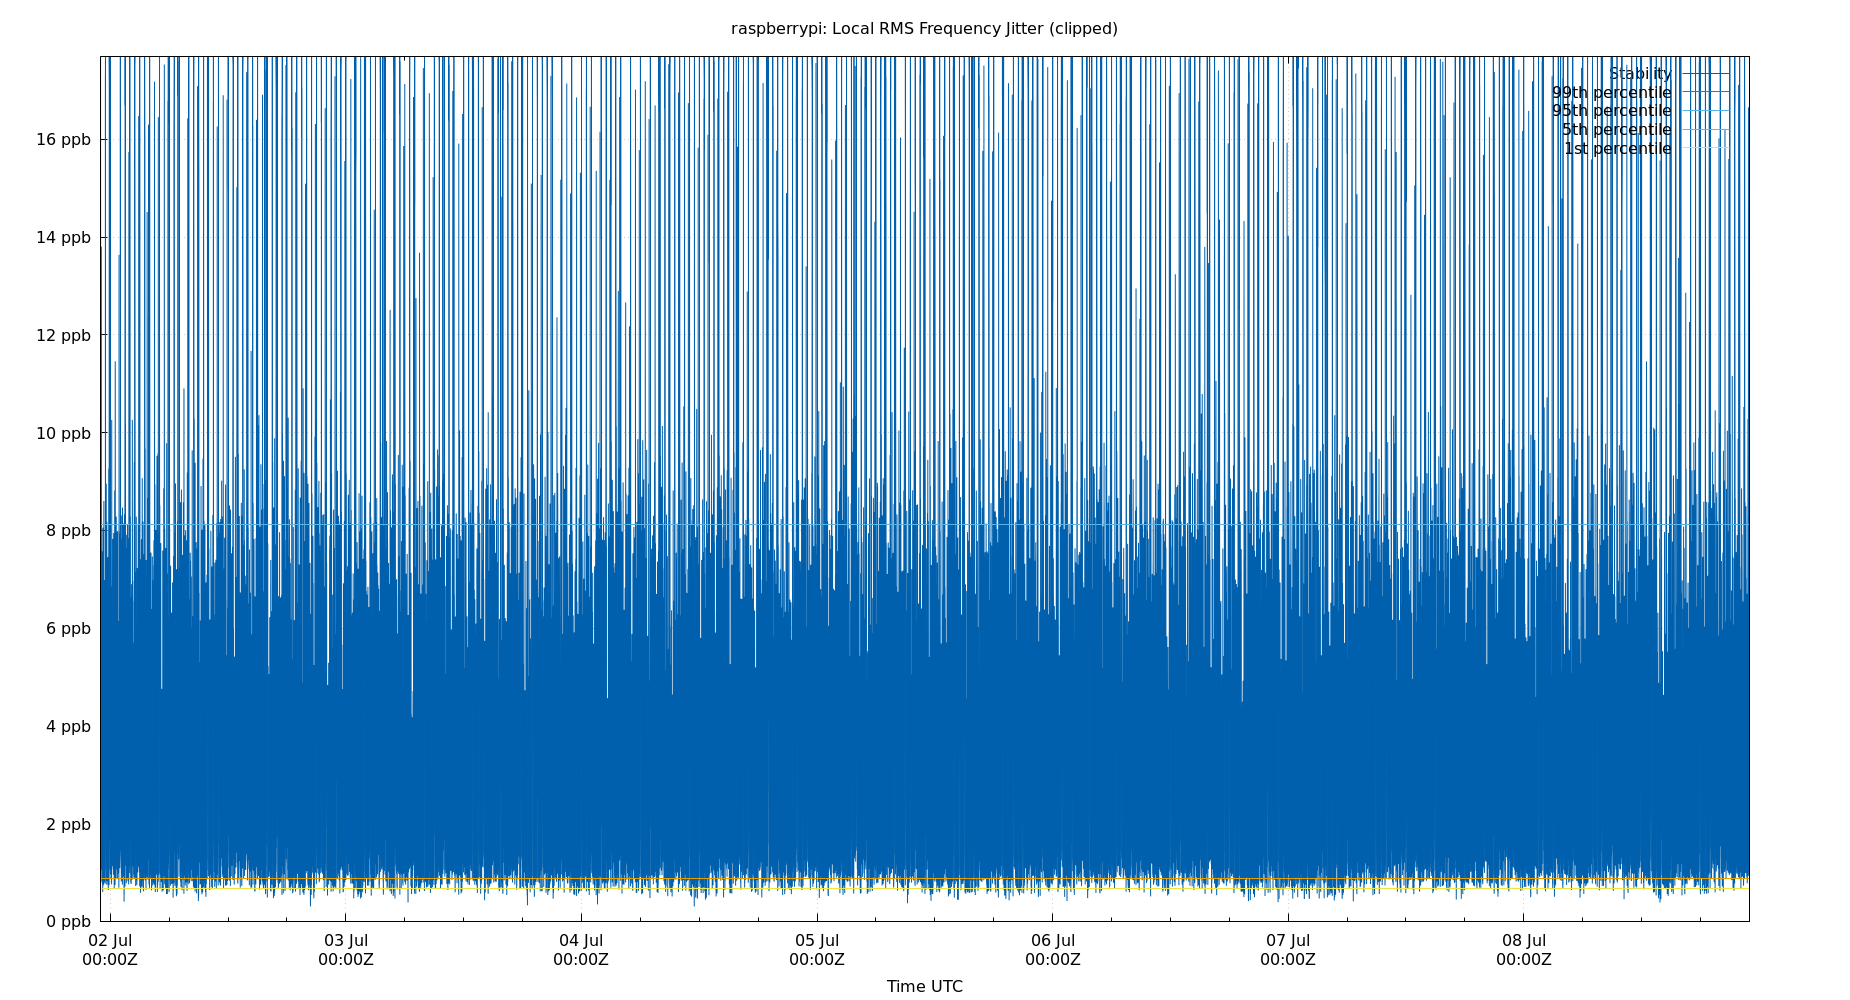 raspberrypi: Local RMS Frequency Jitter (clipped)
Stability
99th percentile
95th percentile
5th percentile
1st percentile
16 ppb
14 ppb
12 ppb
10 ppb
8 ppb
6 ppb
4 ppb
2 ppb
0 ppb
02 Jul 03 Jul 04 Jul 05 Jul 06 Jul 07 Jul 08 Jul
00:00Z 00:00Z 00:00Z 00:00Z 00:00Z 00:00Z 00:00Z
Time UTC